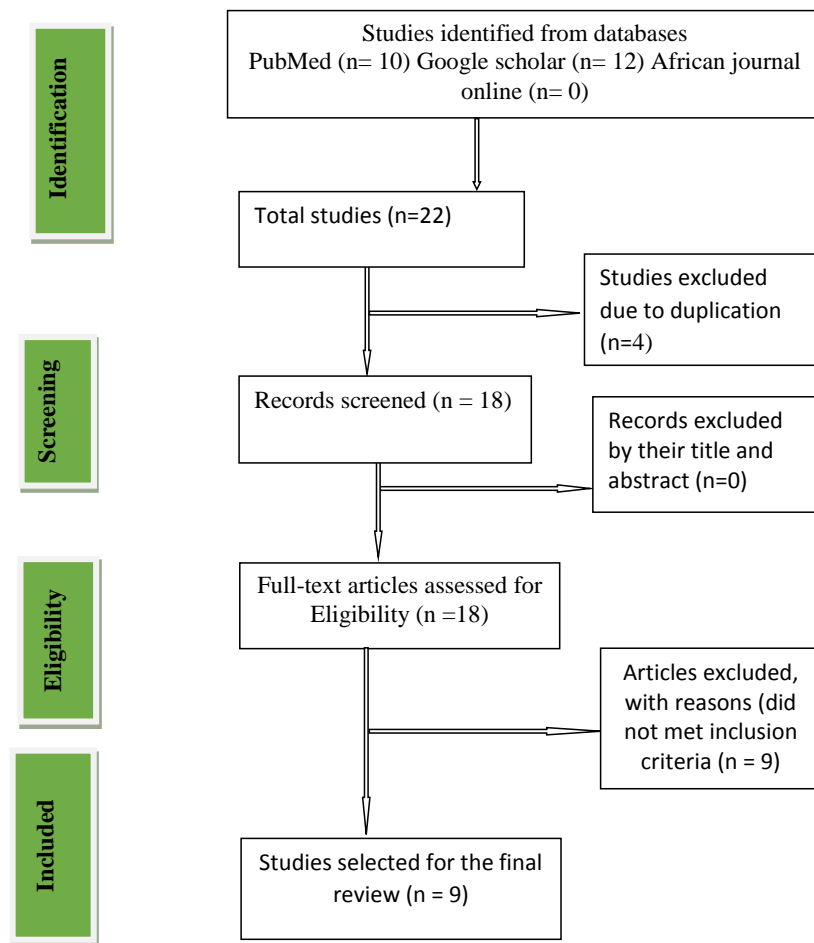 Identification
Studies identified from databases
PubMed (n= 10) Google scholar (n= 12) African journal
online (n= 0)
Total studies (n=22)
Studies excluded
due to duplication
(n=4)
Screening
Records screened (n = 18)
Records excluded
by their title and
abstract (n=0)
Eligibility
Full-text articles assessed for
Eligibility (n =18)
Articles excluded,
with reasons (did
not met inclusion
criteria (n = 9)
Included
Studies selected for the final
review (n = 9)